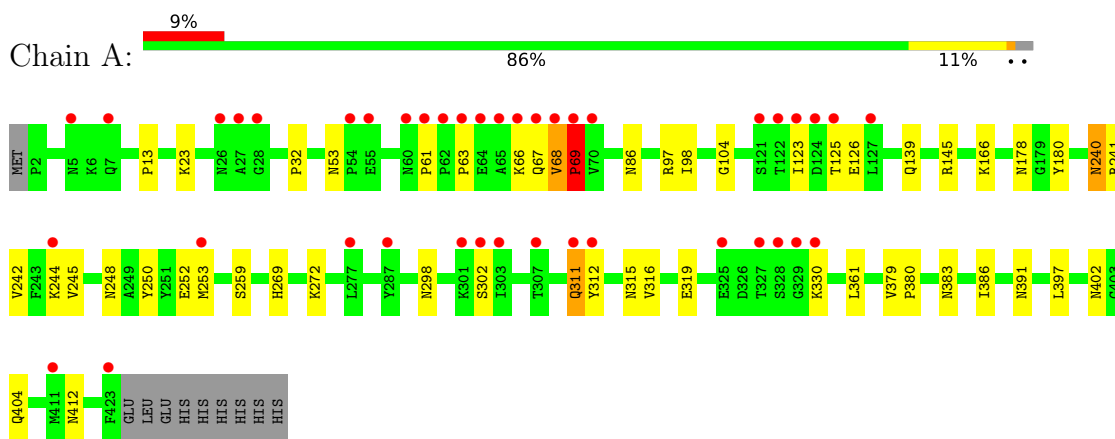 9%
Chain A:
86% 11% • •
MET P2 N5 K6 Q7 P13 K23 N26 A27 G28 P32 N53 P54 E55 N60 P61 P62 P63 E64 A65 K66 Q67 V68 P69 V70 N86 R97 I98 G104 S121 T122 I123 D124 T125 E126 L127 Q139 R145 K166 N178 G179 Y180 N240 R241
V242 F243 K244 V245 N248 A249 Y250 Y251 E252 M253 S259 H269 K272 L277 Y287 N298 K301 S302 I303 T307 Q311 Y312 N315 V316 E319 E325 D326 T327 S328 G329 K330 L361 V379 P380 N383 I386 N391 L397 N402
Q404 M411 N412 F423 GLU LEU GLU HIS HIS HIS HIS HIS HIS